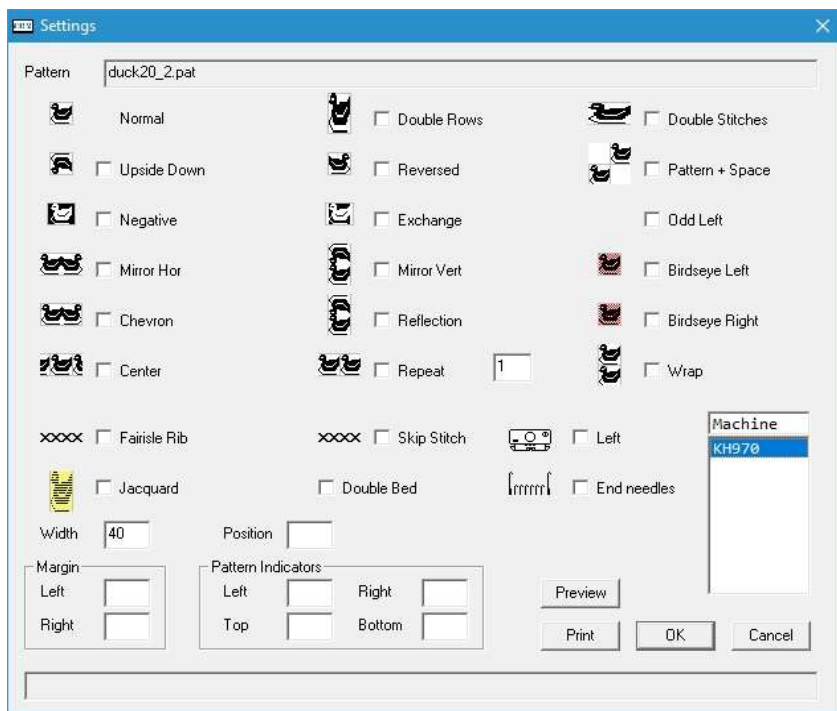 Settings
Pattern duck20_2.pat
Normal Double Rows Double Stitches
Upside Down Reversed Pattern + Space
Negative Exchange Odd Left
Mirror Hor Mirror Vert Birdseye Left
Chevron Reflection Birdseye Right
Center Repeat 1 Wrap
Machine
Fairisle Rib Skip Stitch Left
KH970
Jacquard Double Bed End needles
Width 40 Position
Margin Pattern Indicators
Left Left Right Preview
Right Top Bottom Print OK Cancel